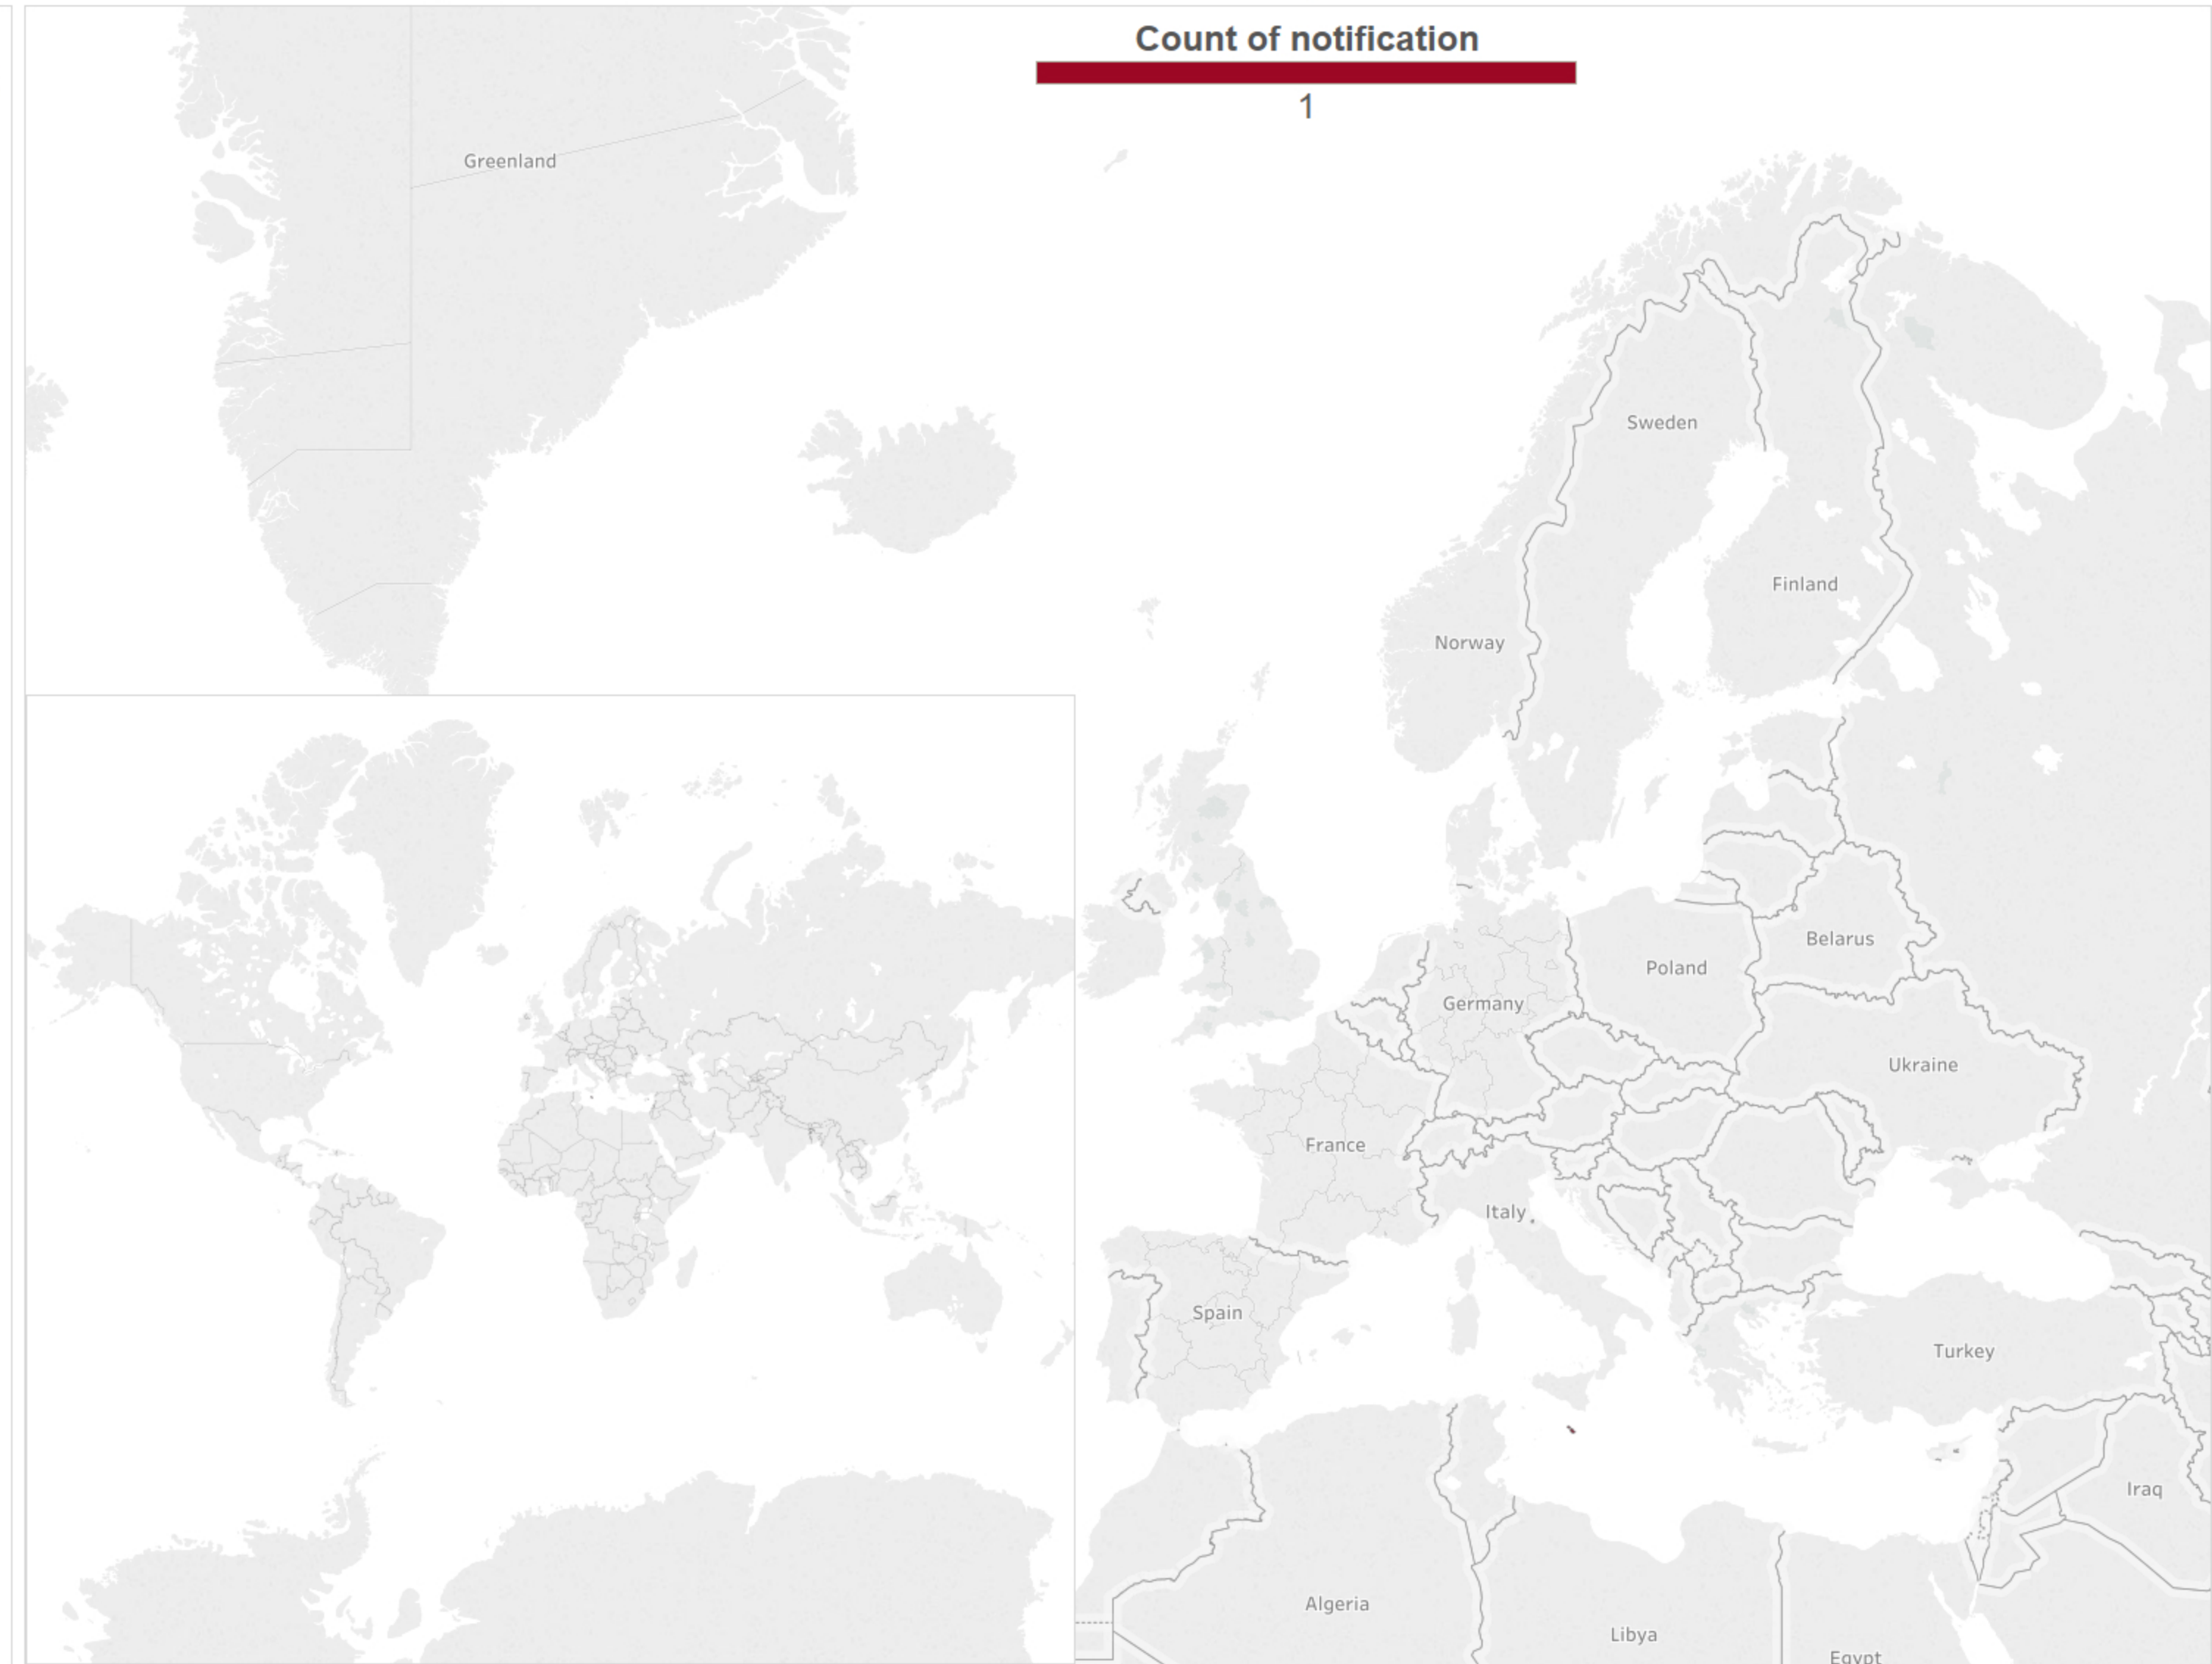 Count of notification
1
Greenland
Sweden
Finland
Norway
Belarus
Poland
Germany
Ukraine
France
Italy
Spain
Turkey
Iraq
Algeria
Libya
Egypt